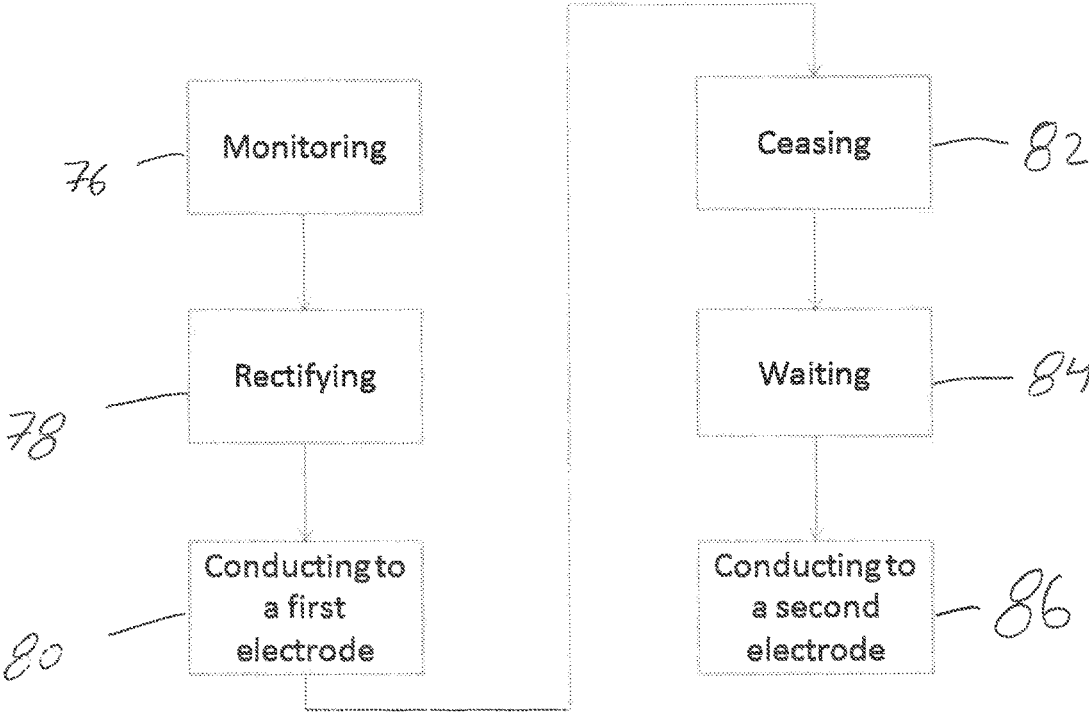 Monitoring
76
Rectifying
78
Conducting to
a first
electrode
80
Ceasing
82
Waiting
84
Conducting to
a second
electrode
86